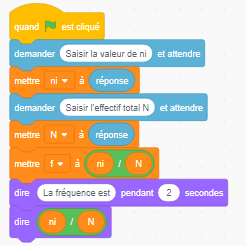 quand est cliqué
demander Saisir la valeur de ni et attendre
mettre ni à réponse
demander Saisir l'effectif total N et attendre
mettre N à réponse
mettre f à ni / N
dire La fréquence est pendant 2 secondes
dire ni / N